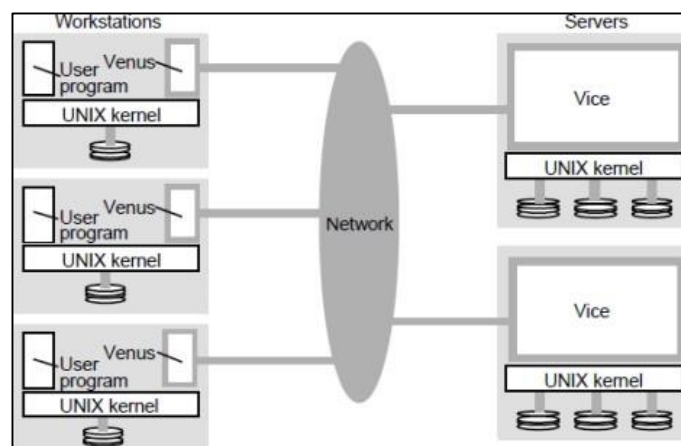 Workstations
Servers
User
program
Venus
UNIX kernel
User
program
Venus
UNIX kernel
User
program
Venus
UNIX kernel
Network
Vice
UNIX kernel
Vice
UNIX kernel